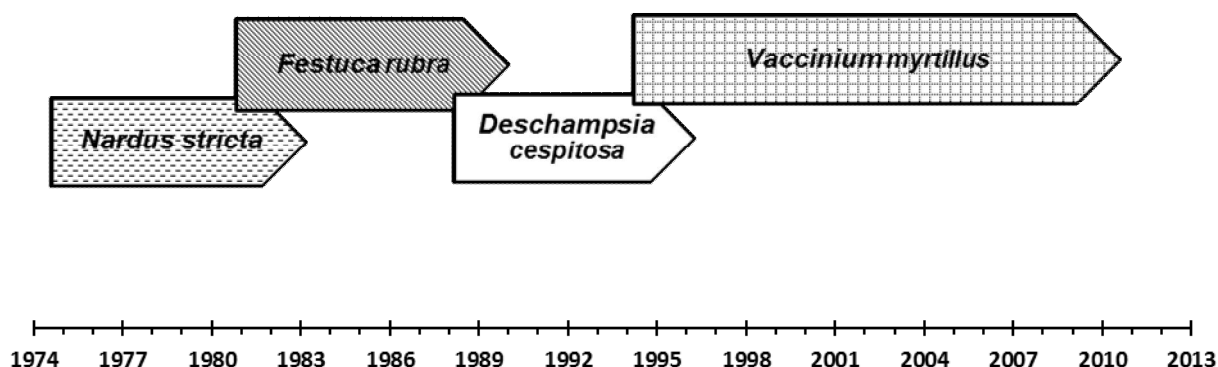 Festuca rubra
Vaccinium myrtillus
Nardus stricta
Deschampsia
cespitosa
1974 1977 1980 1983 1986 1989 1992 1995 1998 2001 2004 2007 2010 2013